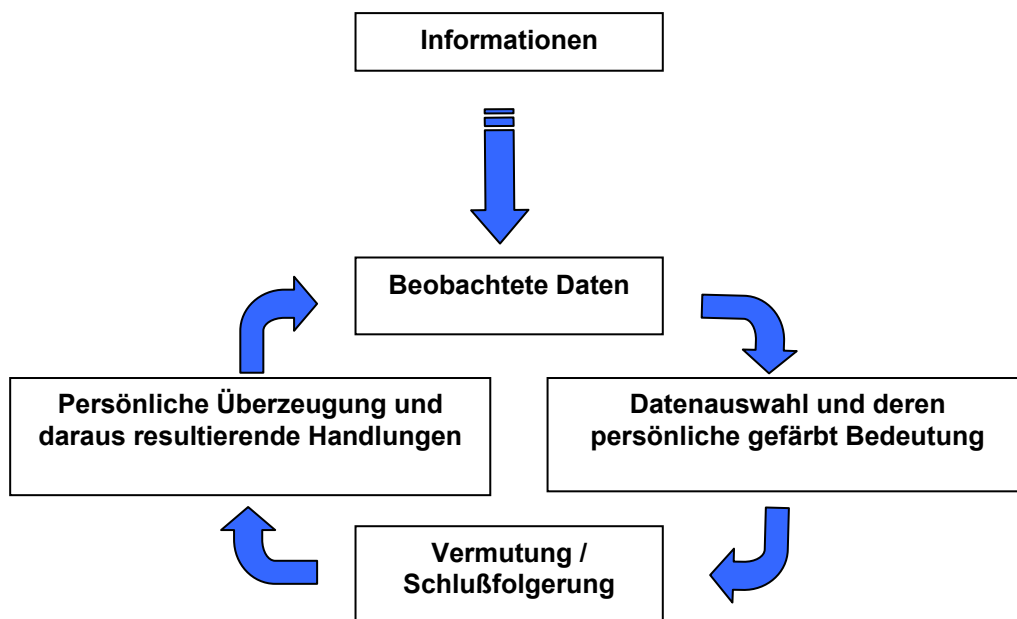 Informationen
Beobachtete Daten
Persönliche Überzeugung und
daraus resultierende Handlungen
Datenauswahl und deren
persönliche gefärbt Bedeutung
Vermutung /
Schlußfolgerung